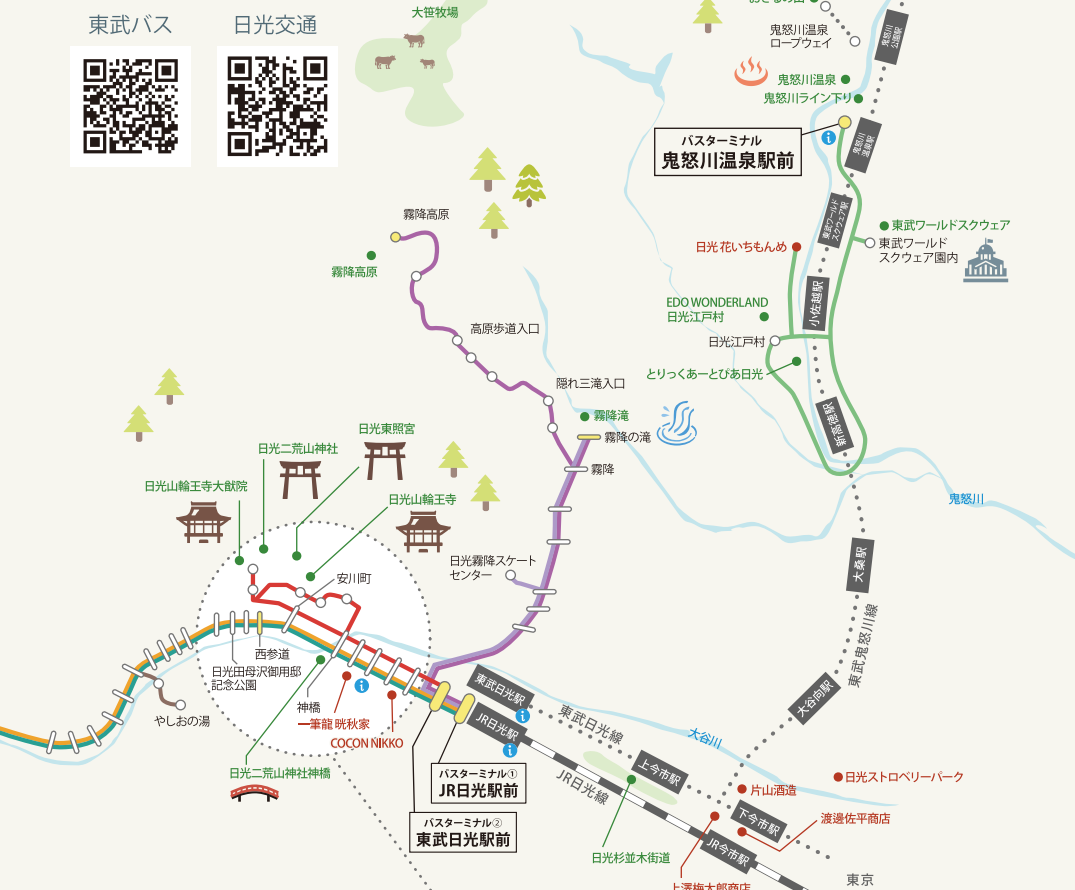 東武バス
日光交通
大笹牧場
鬼怒川温泉
ロープウェイ
鬼怒川
公園駅
鬼怒川温泉
鬼怒川ライン下り
バスターミナル
鬼怒川温泉駅前
鬼怒川
温泉駅
霧降高原
霧降高原
東武ワールド
スクウェア駅
東武ワールドスクウェア
東武ワールド
スクウェア園内
日光 花いちもんめ
小佐越駅
EDO WONDERLAND
日光江戸村
日光江戸村
高原歩道入口
とりっくあーとぴあ日光
隠れ三滝入口
霧降滝
霧降の滝
霧降
新高徳駅
鬼怒川
日光東照宮
日光二荒山神社
日光山輪王寺大猷院
日光山輪王寺
日光霧降スケート
センター
安川町
大桑駅
東武鬼怒川線
西参道
日光田母沢御用邸
記念公園
やしおの湯
神橋
一筆龍 晄秋家
COCON NIKKO
日光二荒山神社神橋
東武日光駅
JR日光駅
東武日光線
JR日光線
大谷川
大谷向駅
上今市駅
バスターミナル①
JR日光駅前
バスターミナル②
東武日光駅前
日光ストロベリーパーク
片山酒造
下今市駅
渡邊佐平商店
JR今市駅
日光杉並木街道
上澤梅太郎商店
東京